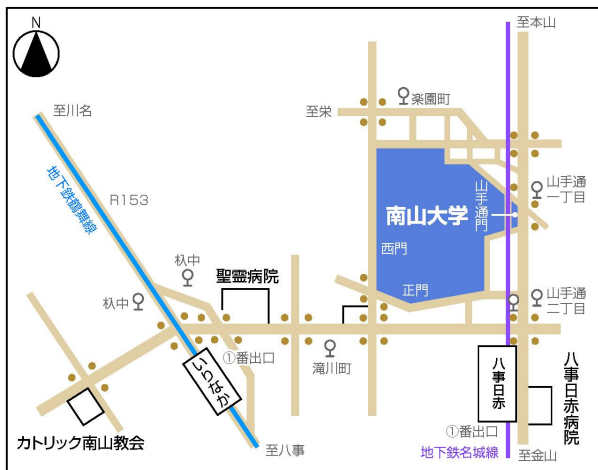 N
至本山
楽園町
至川名
至栄
地下鉄鶴舞線
R153
山手通
一丁目
山手通門
南山大学
西門
杁中
聖霊病院
正門
杁中
山手通
二丁目
①番出口
滝川町
いりなか
八事日赤
八事日赤病院
カトリック南山教会
至八事
①番出口
地下鉄名城線
至金山